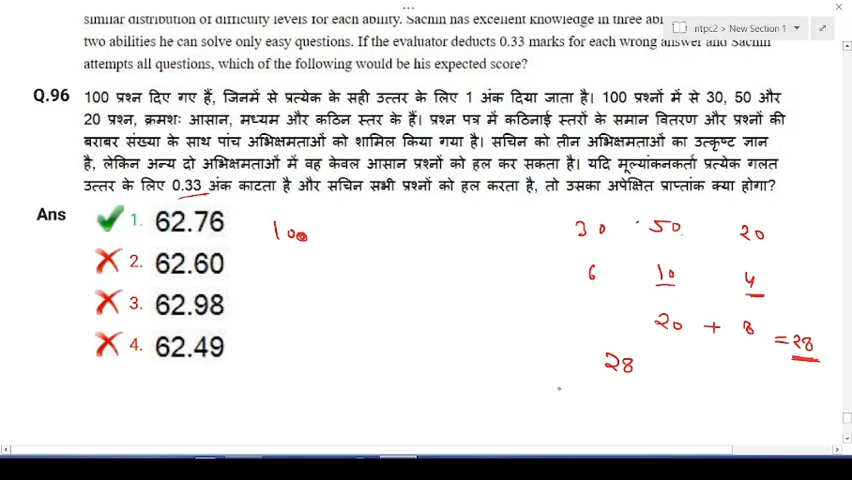 similar distribution of difficulty levels for each ability. Sachin has excellent knowledge in three abi
ntpc2 > New Section 1
two abilities he can solve only easy questions. If the evaluator deducts 0.33 marks for each wrong answer and Sachin
attempts all questions, which of the following would be his expected score?
Q.96 100 प्रश्न दिए गए हैं, जिनमें से प्रत्येक के सही उत्तर के लिए 1 अंक दिया जाता है। 100 प्रश्नों में से 30, 50 और
20 प्रश्न, क्रमशः आसान, मध्यम और कठिन स्तर के हैं। प्रश्न पत्र में कठिनाई स्तरों के समान वितरण और प्रश्नों की
बराबर संख्या के साथ पांच अभिक्षमताओं को शामिल किया गया है। सचिन को तीन अभिक्षमताओं का उत्कृष्ट ज्ञान
है, लेकिन अन्य दो अभिक्षमताओं में वह केवल आसान प्रश्नों को हल कर सकता है। यदि मूल्यांकनकर्ता प्रत्येक गलत
उत्तर के लिए 0.33 अंक काटता है और सचिन सभी प्रश्नों को हल करता है, तो उसका अपेक्षित प्राप्तांक क्या होगा?
Ans 1. 62.76
100
30 50 20
2. 62.60
6 10 4
3. 62.98
20 + 8 = 28
4. 62.49
28